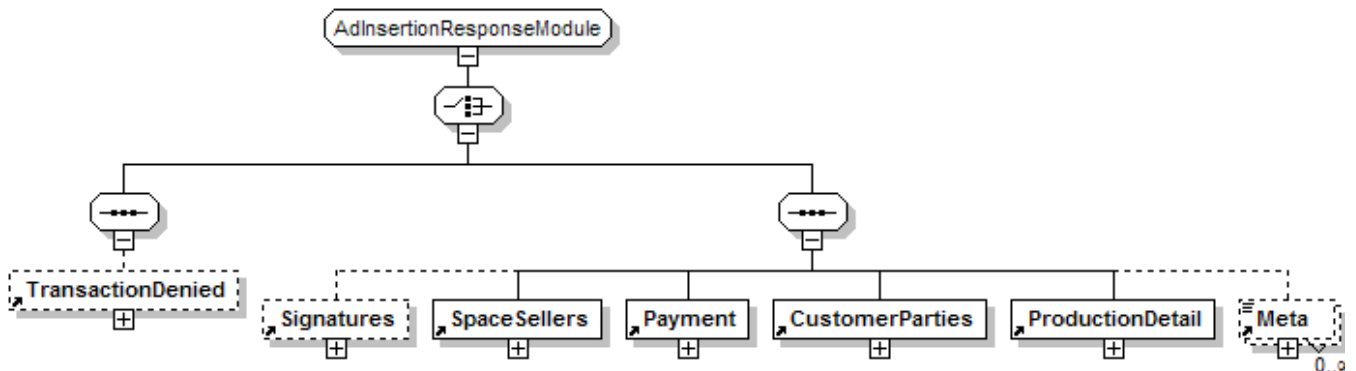 AdInsertionResponseModule
TransactionDenied
Signatures
SpaceSellers
Payment
CustomerParties
ProductionDetail
Meta